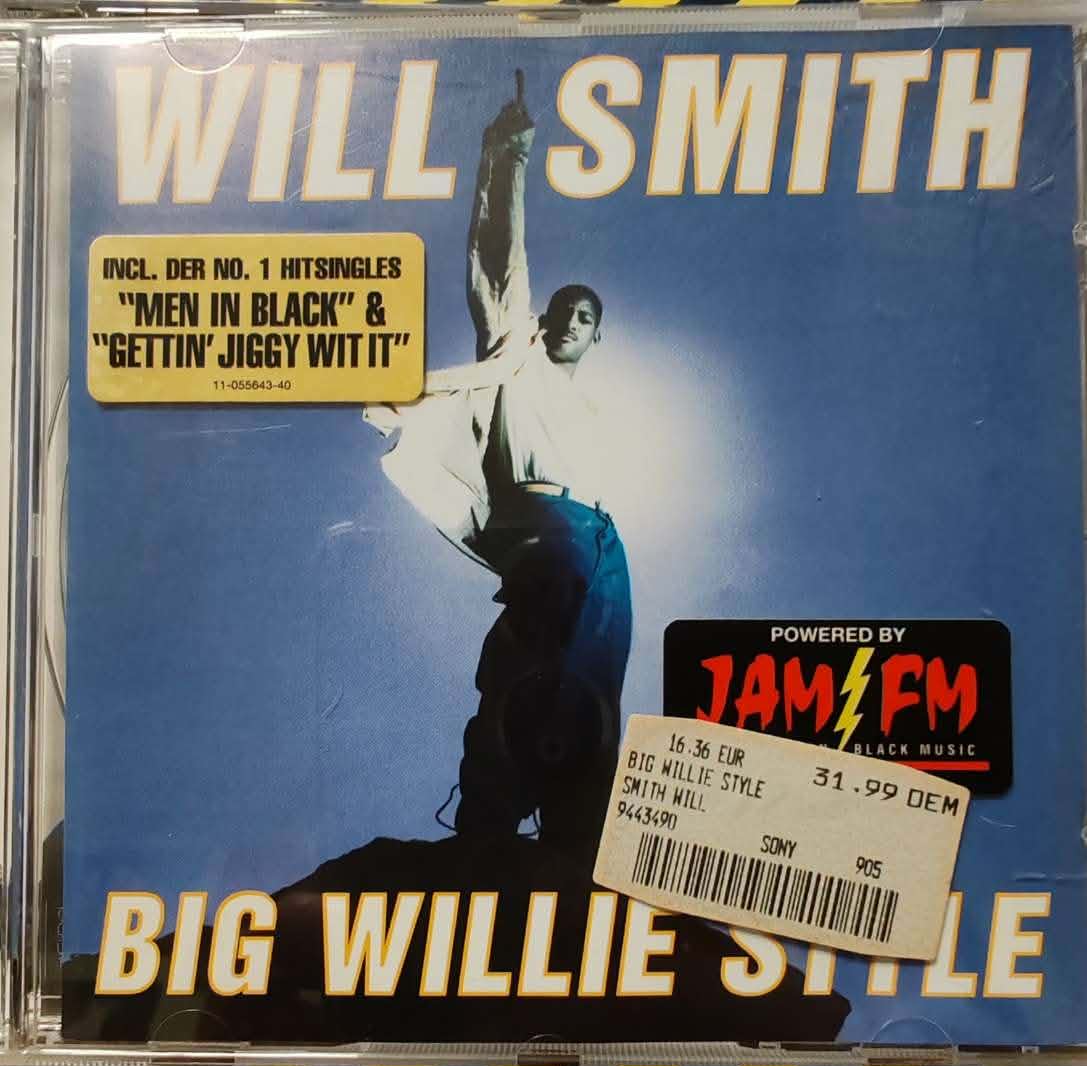 WILL SMITH
INCL. DER NO. 1 HITSINGLES
"MEN IN BLACK" &
"GETTIN' JIGGY WIT IT"
11-055643-40
POWERED BY
JAM FM
BLACK MUSIC
16.36 EUR
31.99 DEM
BIG WILLIE STYLE
SMITH WILL
9443490
SONY 905
BIG WILLIE STYLE